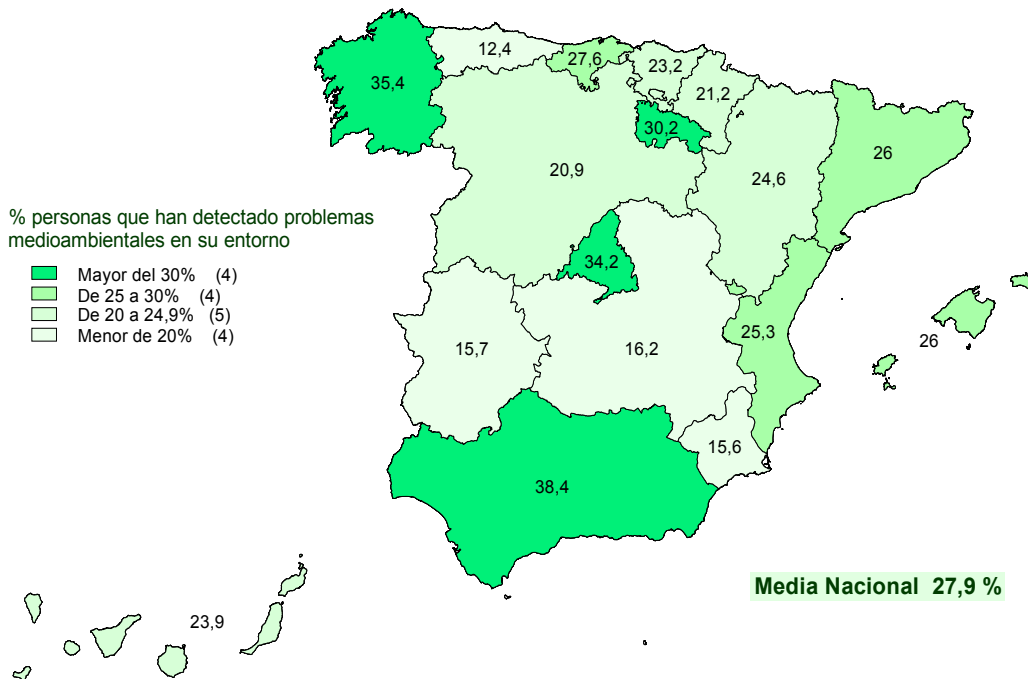 12,4
27,6
23,2
35,4
21,2
30,2
26
20,9
24,6
% personas que han detectado problemas
medioambientales en su entorno
Mayor del 30% (4)
De 25 a 30% (4)
De 20 a 24,9% (5)
Menor de 20% (4)
34,2
25,3
26
15,7
16,2
15,6
38,4
Media Nacional 27,9 %
23,9